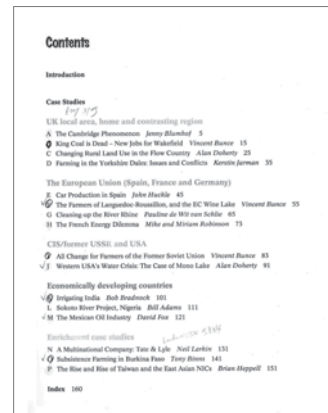 Contents
Introduction
Case Studies
UK local area, home and contrasting region
A The Cambridge Phenomenon Jenny Blumhof 5
B King Coal is Dead – New Jobs for Wakefield Vincent Bunce 15
C Changing Rural Land Use in the Flow Country Alan Doherty 25
D Farming in the Yorkshire Dales: Issues and Conflicts Kerstin Jarman 35
The European Union (Spain, France and Germany)
E Car Production in Spain John Huckle 45
F The Farmers of Languedoc-Roussillon, and the EC Wine Lake Vincent Bunce 55
G Cleaning up the River Rhine Pauline de Wit van Schlie 65
H The French Energy Dilemma Mike and Miriam Robinson 73
CIS/former USSR and USA
I All Change for Farmers of the Former Soviet Union Vincent Bunce 83
J Western USA's Water Crisis: The Case of Mono Lake Alan Doherty 91
Economically developing countries
K Irrigating India Bob Bradnock 101
L Sokoto River Project, Nigeria Bill Adams 111
M The Mexican Oil Industry David Fox 121
Enrichment case studies
N A Multinational Company: Tate & Lyle Neil Larkin 131
O Subsistence Farming in Burkina Faso Tony Binns 141
P The Rise and Rise of Taiwan and the East Asian NICs Brian Heppell 151
Index 160